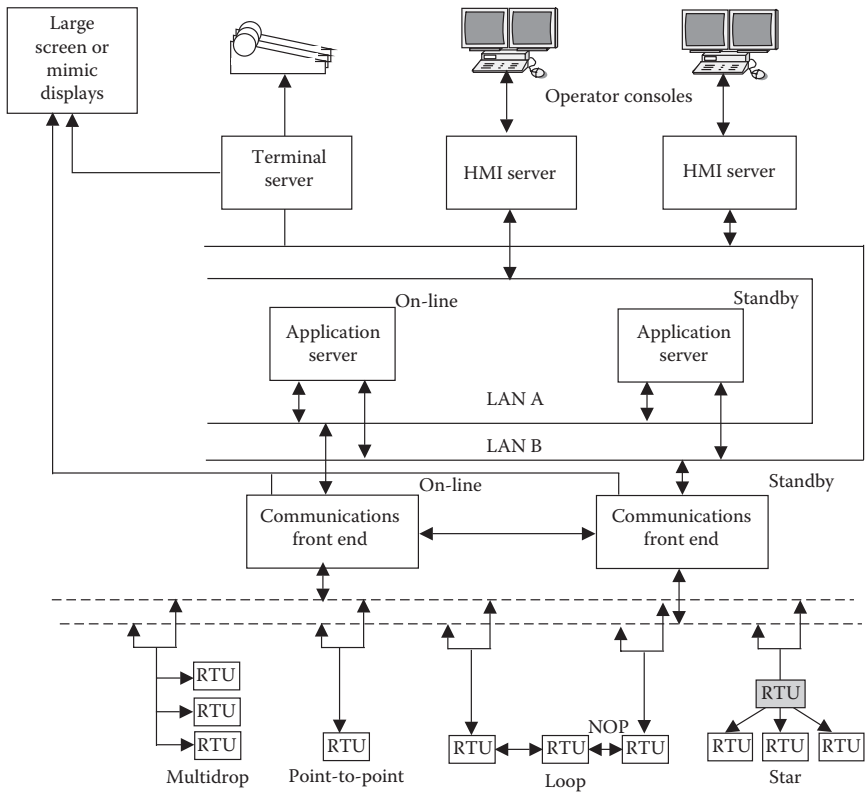 Large
screen or
mimic
displays
Operator consoles
Terminal
server
HMI server
HMI server
On-line
Standby
Application
server
Application
server
LAN A
LAN B
On-line
Standby
Communications
front end
Communications
front end
RTU
RTU
RTU
Multidrop
RTU
Point-to-point
RTU
RTU
NOP
RTU
Loop
RTU
RTU
RTU
RTU
Star